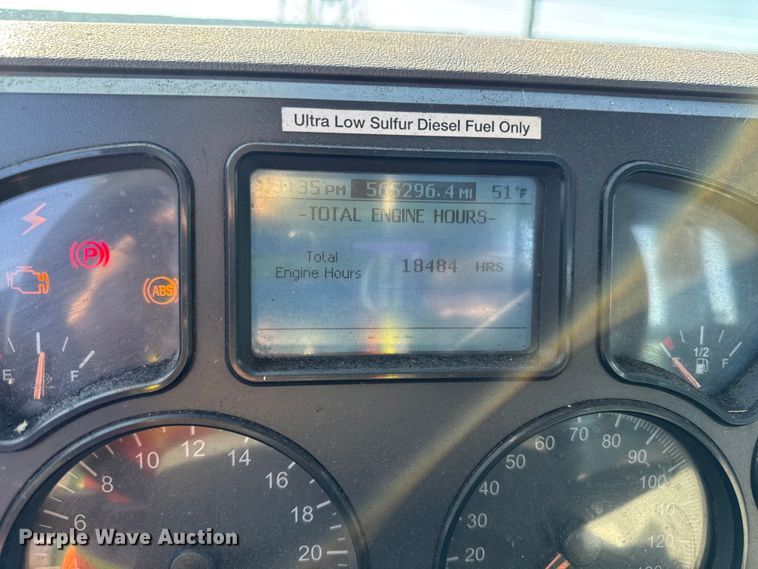 Ultra Low Sulfur Diesel Fuel Only
:35 PM 565296.4 MI 51 °F
-TOTAL ENGINE HOURS-
Total
Engine Hours 18484 HRS
P
ABS
E F
E 1/2 F
6 8 10 12 14 16 20
20 30 40 50 60 70 80 90 100 120
Purple Wave Auction